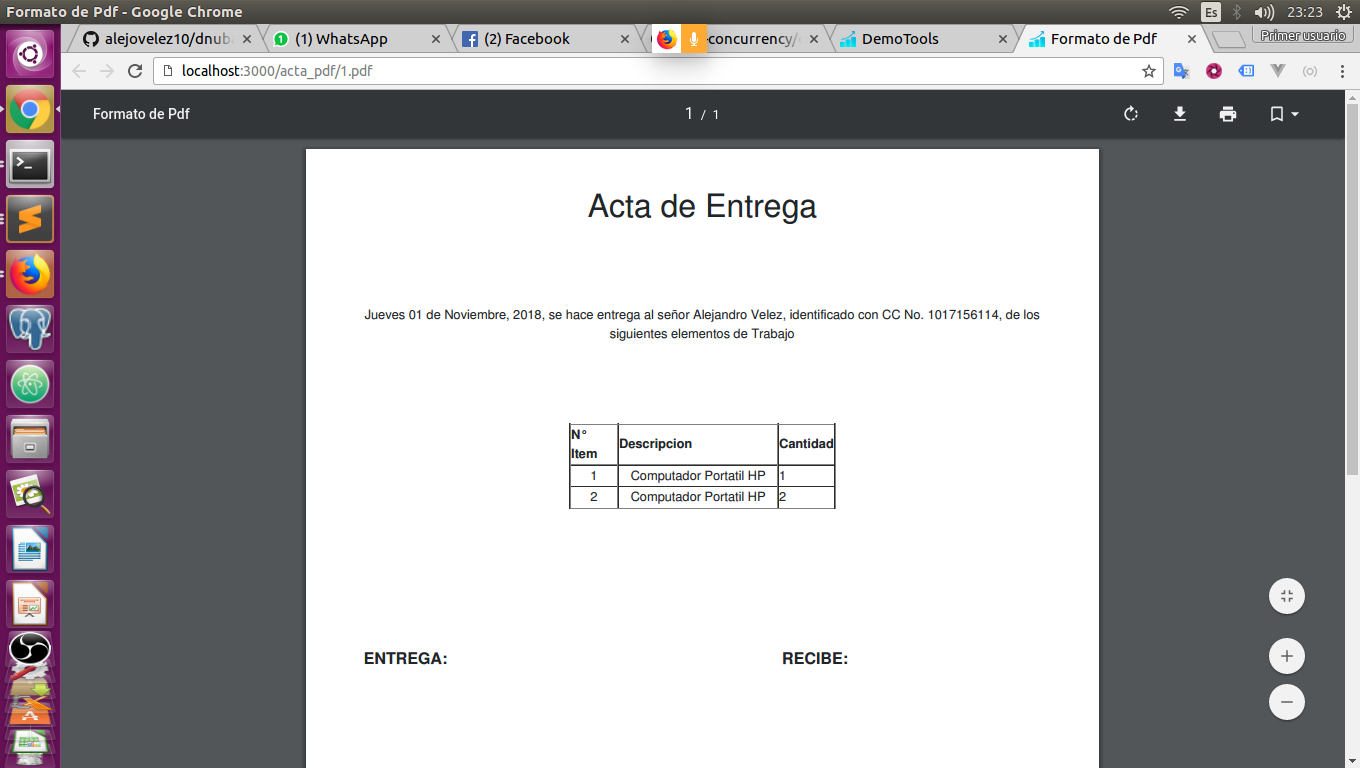 Formato de Pdf - Google Chrome
Es
23:23
alejovelez10/dnub
(1) WhatsApp
(2) Facebook
concurrency/
DemoTools
Formato de Pdf
Primer usuario
localhost:3000/acta_pdf/1.pdf
Formato de Pdf
1 / 1
Acta de Entrega
Jueves 01 de Noviembre, 2018, se hace entrega al señor Alejandro Velez, identificado con CC No. 1017156114, de los
siguientes elementos de Trabajo
N° Item Descripcion Cantidad
1 Computador Portatil HP 1
2 Computador Portatil HP 2
ENTREGA: RECIBE: